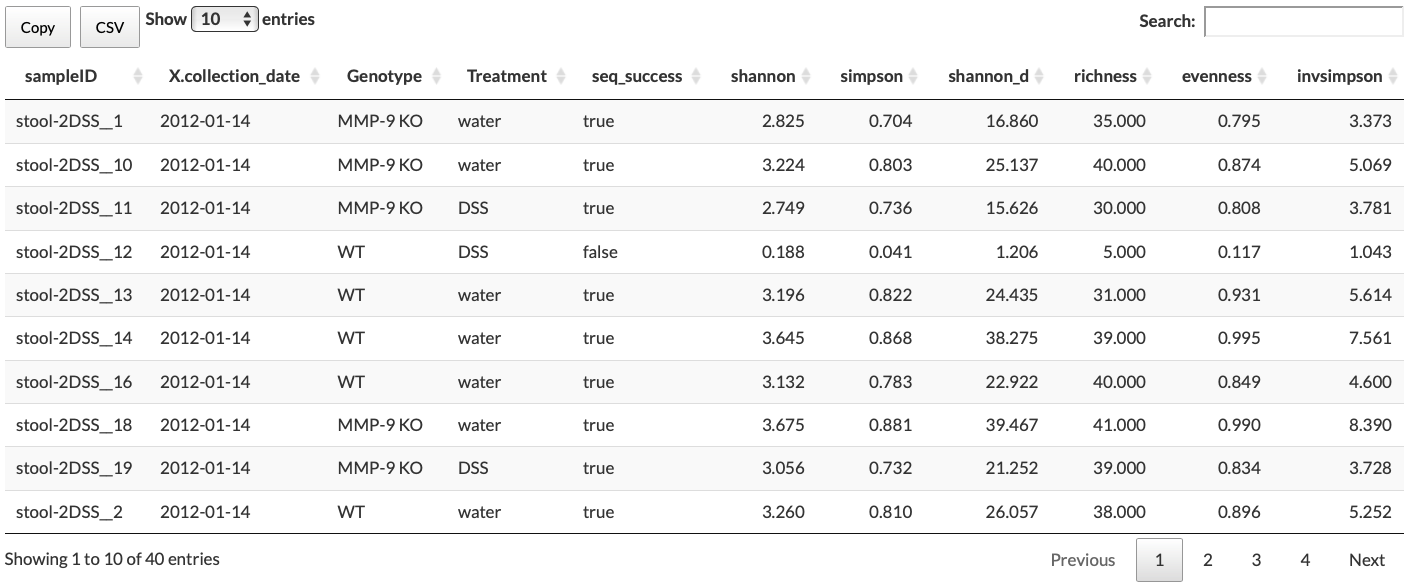 Copy CSV Show 10 entries Search:
sampleID X.collection_date Genotype Treatment seq_success shannon simpson shannon_d richness evenness invsimpson
stool-2DSS__1 2012-01-14 MMP-9 KO water true 2.825 0.704 16.860 35.000 0.795 3.373
stool-2DSS__10 2012-01-14 MMP-9 KO water true 3.224 0.803 25.137 40.000 0.874 5.069
stool-2DSS__11 2012-01-14 MMP-9 KO DSS true 2.749 0.736 15.626 30.000 0.808 3.781
stool-2DSS__12 2012-01-14 WT DSS false 0.188 0.041 1.206 5.000 0.117 1.043
stool-2DSS__13 2012-01-14 WT water true 3.196 0.822 24.435 31.000 0.931 5.614
stool-2DSS__14 2012-01-14 WT water true 3.645 0.868 38.275 39.000 0.995 7.561
stool-2DSS__16 2012-01-14 WT water true 3.132 0.783 22.922 40.000 0.849 4.600
stool-2DSS__18 2012-01-14 MMP-9 KO water true 3.675 0.881 39.467 41.000 0.990 8.390
stool-2DSS__19 2012-01-14 MMP-9 KO DSS true 3.056 0.732 21.252 39.000 0.834 3.728
stool-2DSS__2 2012-01-14 WT water true 3.260 0.810 26.057 38.000 0.896 5.252
Showing 1 to 10 of 40 entries Previous 1 2 3 4 Next